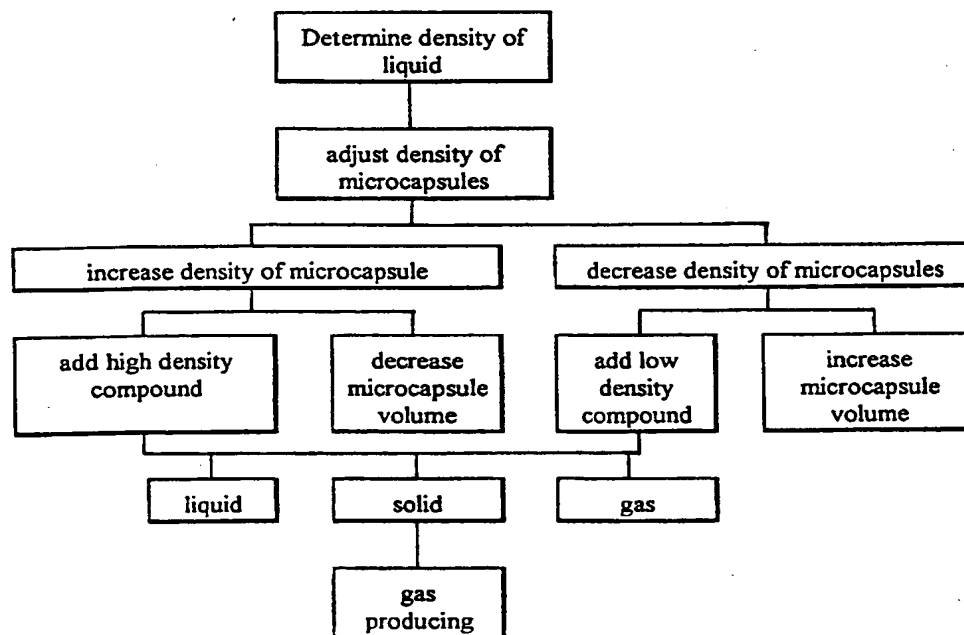 Determine density of
liquid
adjust density of
microcapsules
increase density of microcapsule
decrease density of microcapsules
add high density
compound
decrease
microcapsule
volume
add low
density
compound
increase
microcapsule
volume
liquid
solid
gas
gas
producing